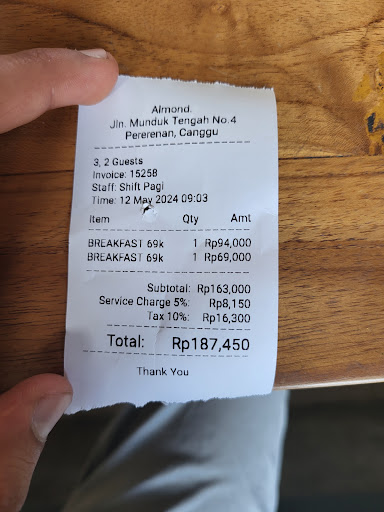 Almond.
Jln. Munduk Tengah No.4
Pererenan, Canggu
3, 2 Guests
Invoice: 15258
Staff: Shift Pagi
Time: 12 May 2024 09:03
Item Qty Amt
BREAKFAST 69k 1 Rp94,000
BREAKFAST 69k 1 Rp69,000
Subtotal: Rp163,000
Service Charge 5%: Rp8,150
Tax 10%: Rp16,300
Total: Rp187,450
Thank You